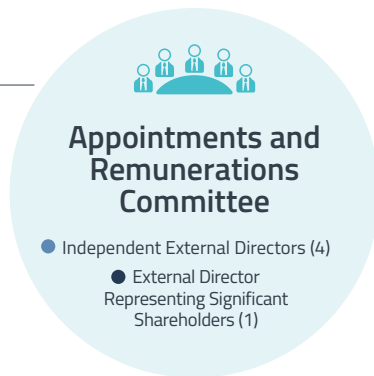 Appointments and
Remunerations
Committee
Independent External Directors (4)
External Director
Representing Significant
Shareholders (1)